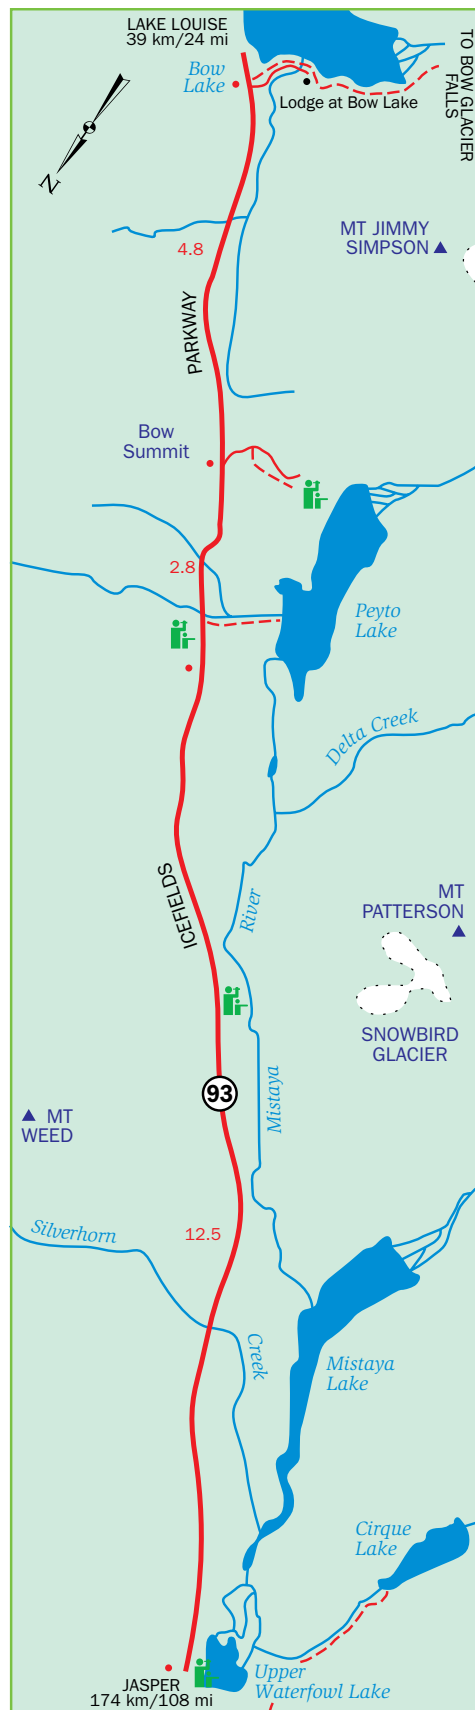 LAKE LOUISE
39 km/24 mi
Bow
Lake
TO BOW GLACIER
FALLS
Lodge at Bow Lake
N
MT JIMMY
SIMPSON
4.8
PARKWAY
Bow
Summit
2.8
Peyto
Lake
Delta Creek
ICEFIELDS
River
MT
PATTERSON
SNOWBIRD
GLACIER
93
Mistaya
MT
WEED
Silverhorn
12.5
Creek
Mistaya
Lake
Cirque
Lake
Upper
Waterfowl Lake
JASPER
174 km/108 mi